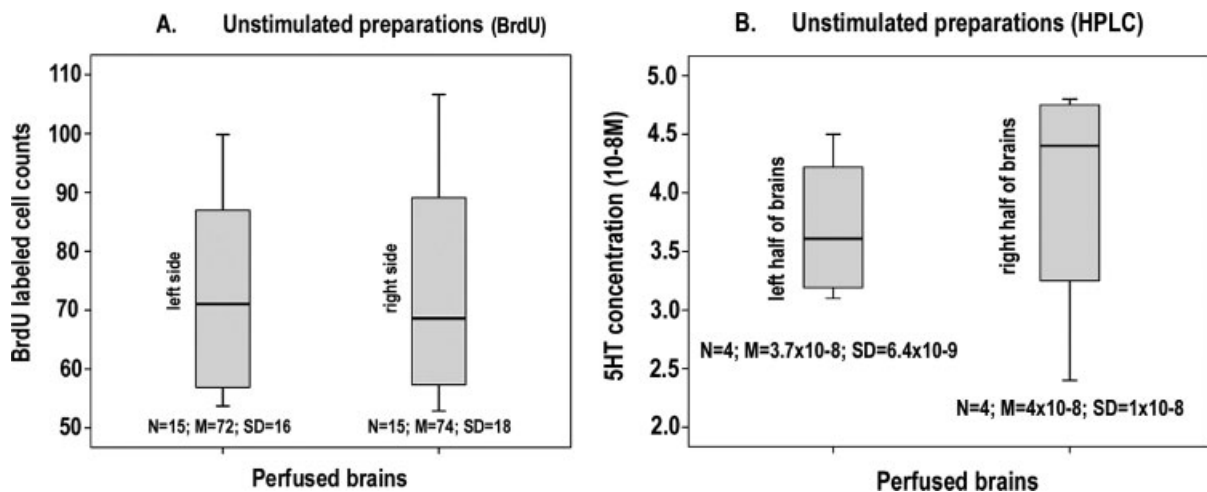 A. Unstimulated preparations (BrdU)
BrdU labeled cell counts
110
100
90
80
70
60
50
left side
right side
N=15; M=72; SD=16
N=15; M=74; SD=18
Perfused brains
B. Unstimulated preparations (HPLC)
5HT concentration (10-8M)
5.0
4.5
4.0
3.5
3.0
2.5
2.0
left half of brains
right half of brains
N=4; M=3.7x10-8; SD=6.4x10-9
N=4; M=4x10-8; SD=1x10-8
Perfused brains